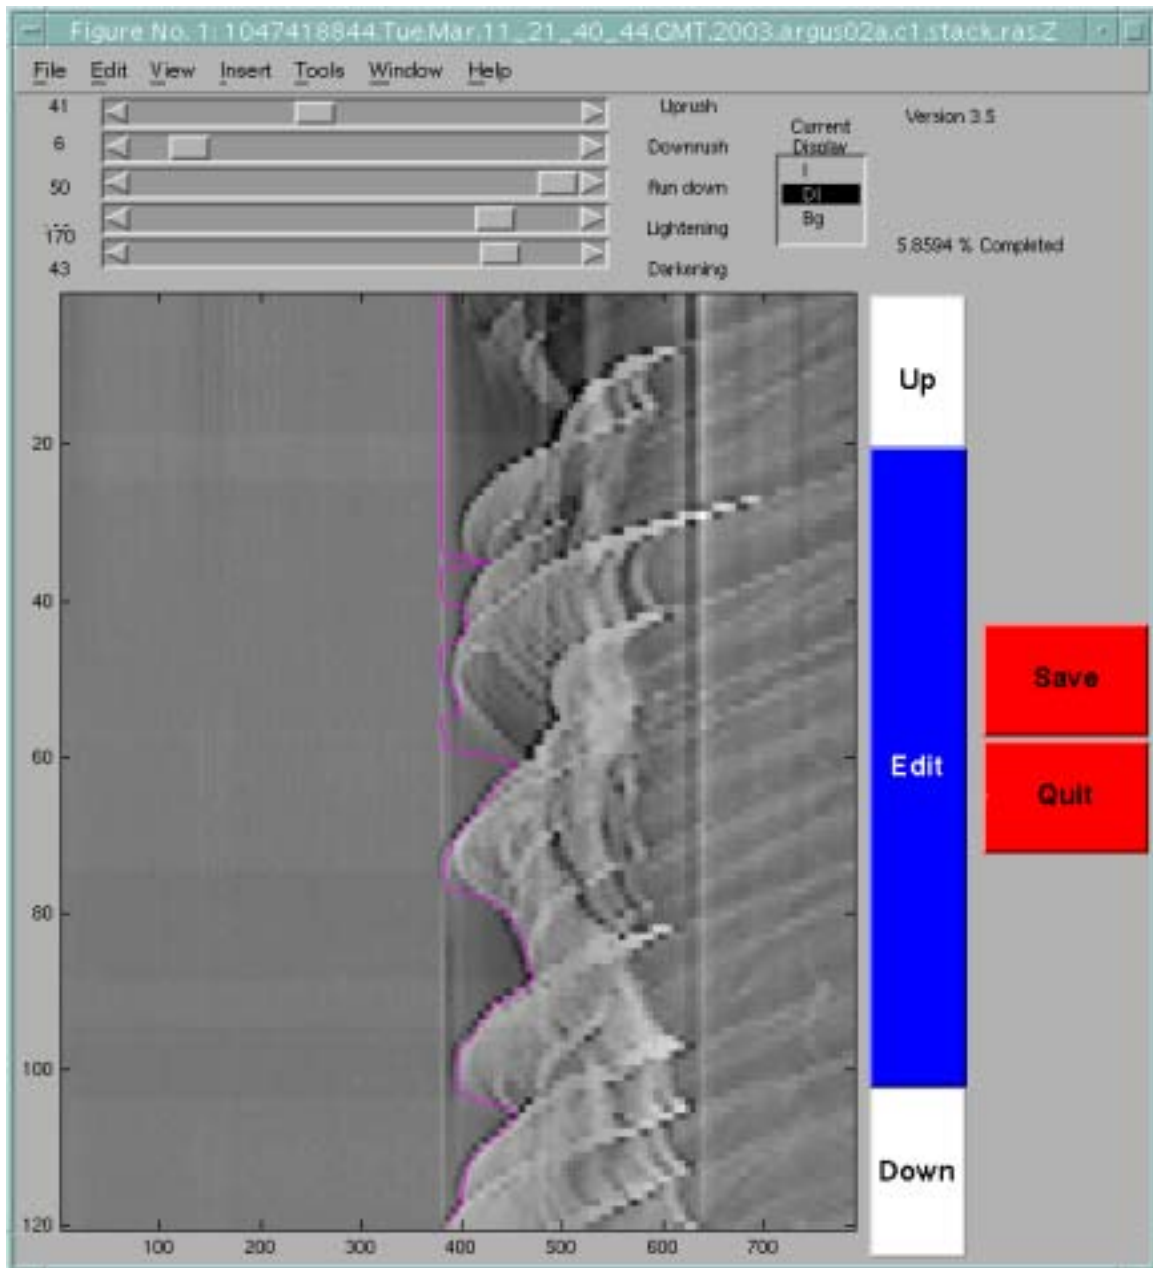 Figure No. 1: 1047418844.Tue.Mar.11_21_40_44.GMT.2003.argus02a.c1.stack.ras.Z
File Edit View Insert Tools Window Help
41 Uprush
Version 3.5
Current
Display
6 Downrush
I
50 Run down
DI
Bg
170 Lightening
5.8594 % Completed
43 Darkening
Up
20
40
Save
60
Edit
Quit
80
100
Down
120
100 200 300 400 500 600 700